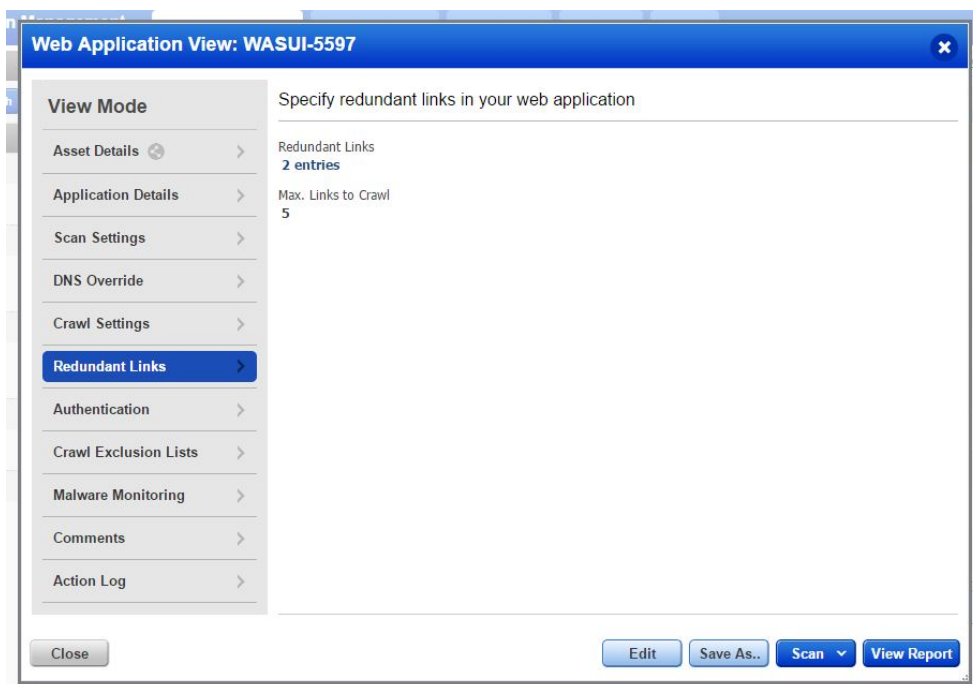 Management
Web Application View: WASUI-5597
View Mode
Asset Details
Application Details
Scan Settings
DNS Override
Crawl Settings
Redundant Links
Authentication
Crawl Exclusion Lists
Malware Monitoring
Comments
Action Log
Specify redundant links in your web application
Redundant Links
2 entries
Max. Links to Crawl
5
Close
Edit
Save As..
Scan
View Report